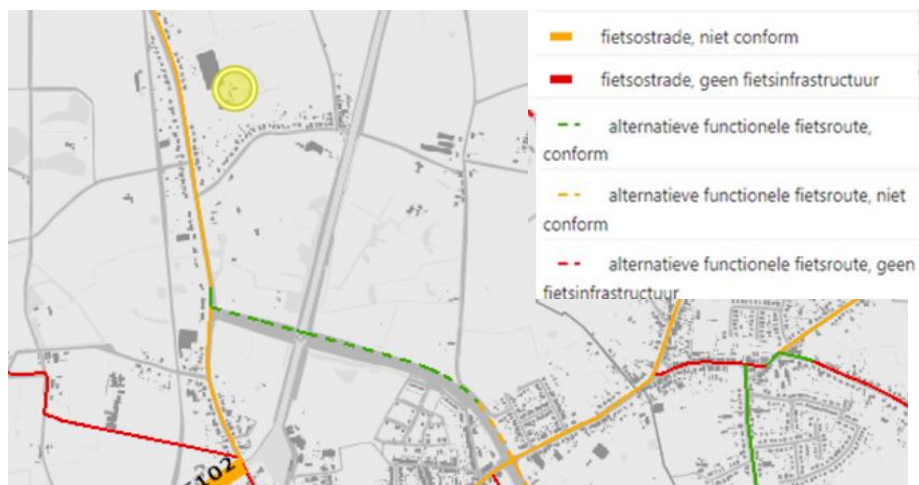 fietsostrade, niet conform
fietsostrade, geen fietsinfrastructuur
alternatieve functionele fietsroute,
conform
alternatieve functionele fietsroute, niet
conform
alternatieve functionele fietsroute, geen
fietsinfrastructuur